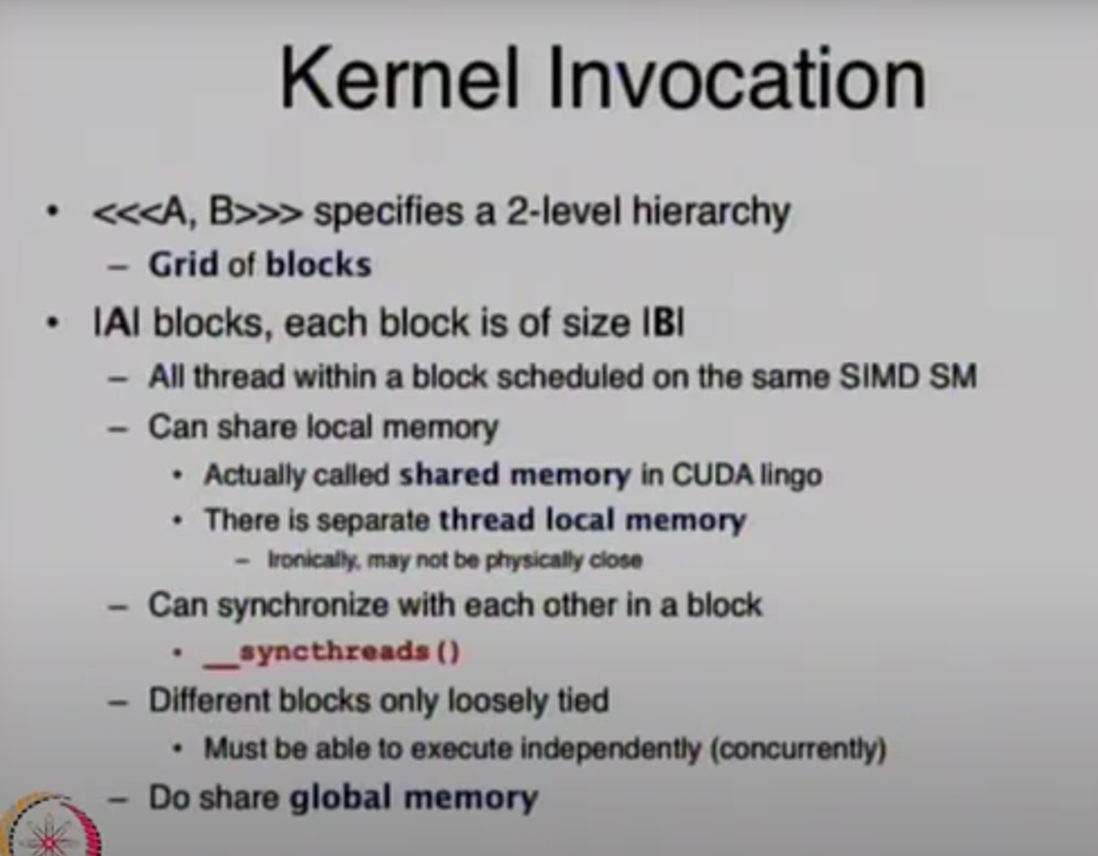 Kernel Invocation
• <<<A, B>>> specifies a 2-level hierarchy
– Grid of blocks
• |A| blocks, each block is of size |B|
– All thread within a block scheduled on the same SIMD SM
– Can share local memory
• Actually called shared memory in CUDA lingo
• There is separate thread local memory
– Ironically, may not be physically close
– Can synchronize with each other in a block
• __syncthreads()
– Different blocks only loosely tied
• Must be able to execute independently (concurrently)
– Do share global memory